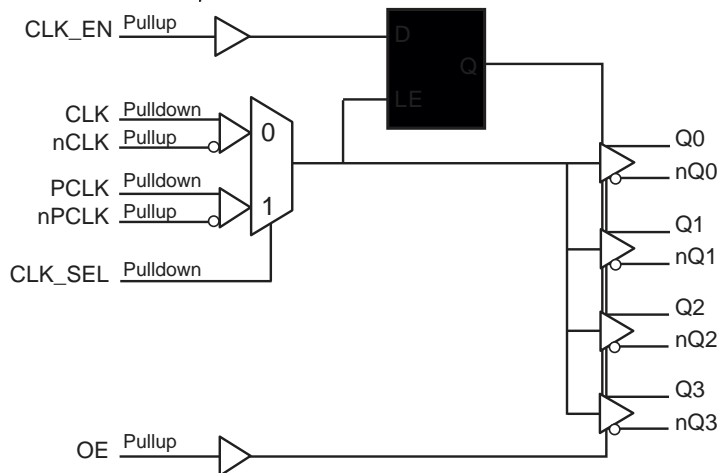 CLK_EN Pullup
D
Q
LE
CLK Pulldown
nCLK Pullup
0
PCLK Pulldown
nPCLK Pullup
1
CLK_SEL Pulldown
Q0
nQ0
Q1
nQ1
Q2
nQ2
Q3
nQ3
OE Pullup